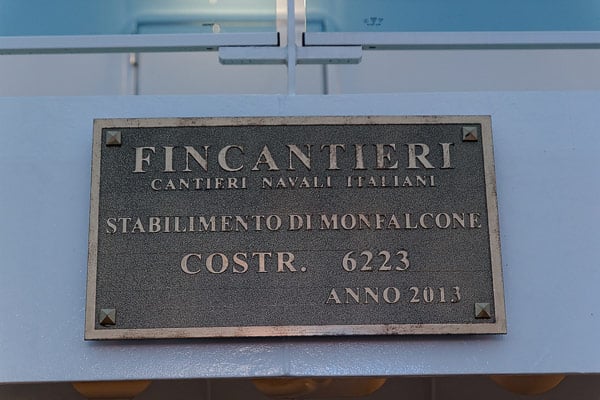 FINCANTIERI
CANTIERI NAVALI ITALIANI
STABILIMENTO DI MONFALCONE
COSTR. 6223
ANNO 2013